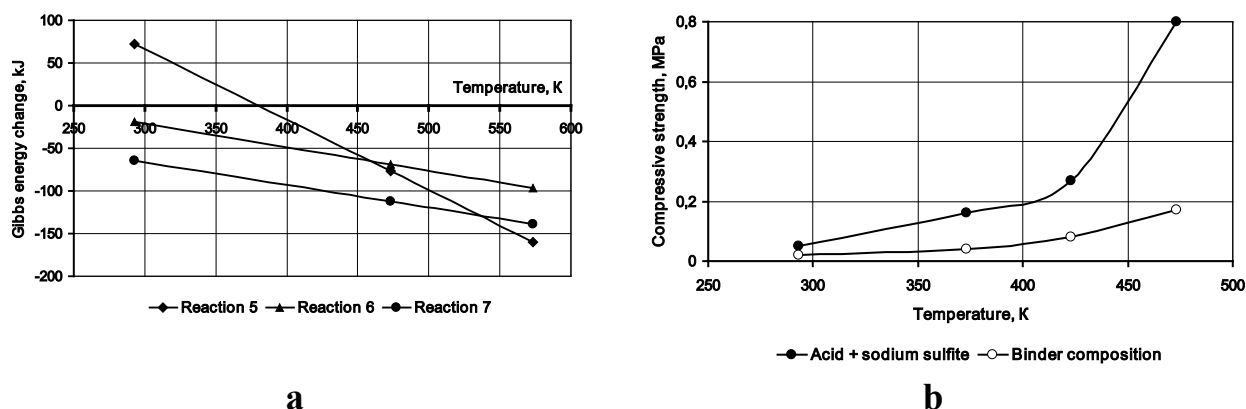 Gibbs energy change, kJ
100
50
0
-50
-100
-150
-200
250
300
350
400
450
500
550
600
Temperature, K
Reaction 5
Reaction 6
Reaction 7
a
Compressive strength, MPa
0,8
0,6
0,4
0,2
0
250
300
350
400
450
500
Temperature, K
Acid + sodium sulfite
Binder composition
b